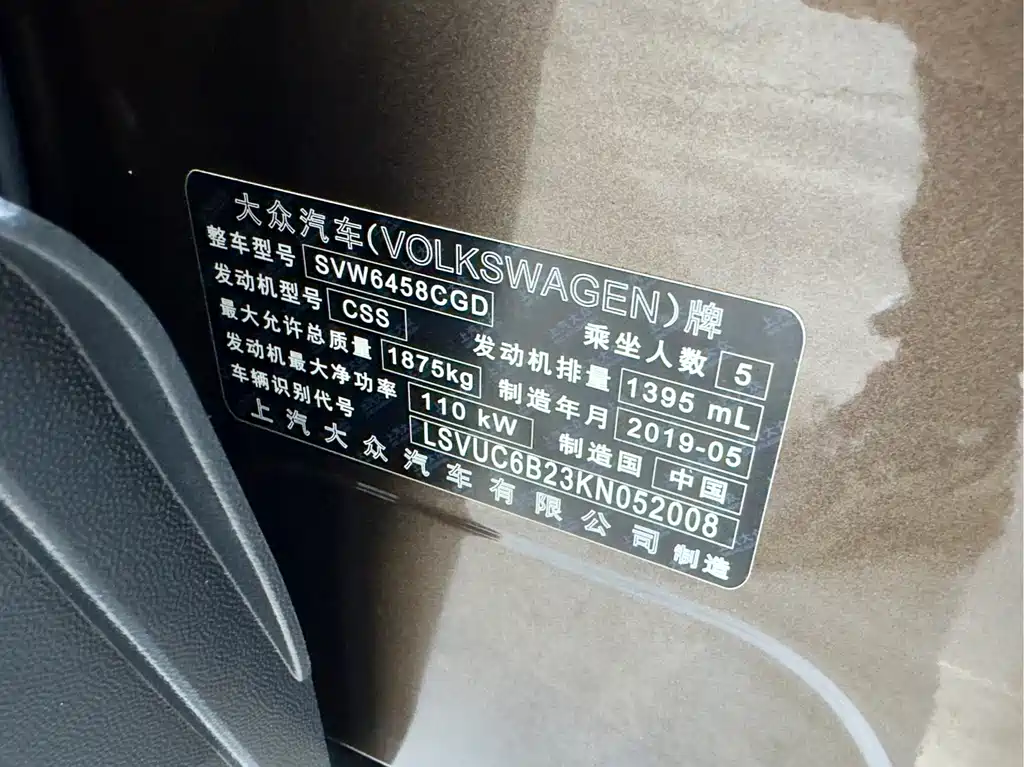 大众汽车(VOLKSWAGEN)牌
整车型号 SVW6458CGD 乘坐人数 5
发动机型号 CSS 发动机排量 1395 mL
最大允许总质量 1875kg 制造年月 2019-05
发动机最大净功率 110 kW 制造国 中国
车辆识别代号 LSVUC6B23KN052008
上汽大众汽车有限公司制造